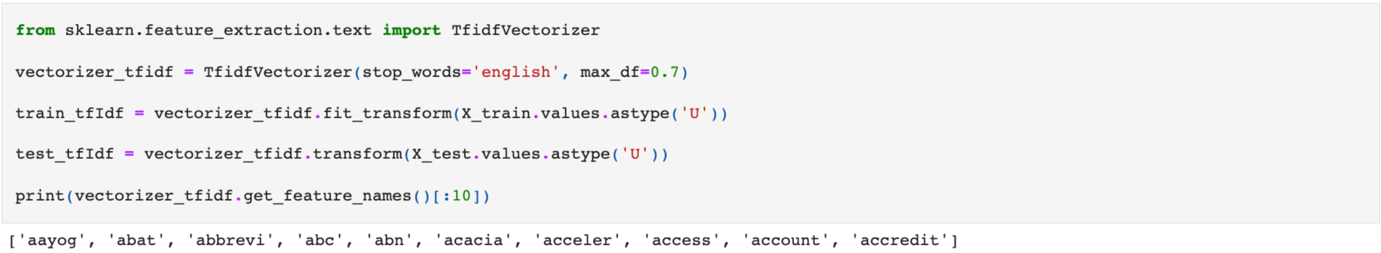 from sklearn.feature_extraction.text import TfidfVectorizer
vectorizer_tfidf = TfidfVectorizer(stop_words='english', max_df=0.7)
train_tfIdf = vectorizer_tfidf.fit_transform(X_train.values.astype('U'))
test_tfIdf = vectorizer_tfidf.transform(X_test.values.astype('U'))
print(vectorizer_tfidf.get_feature_names()[:10])
['aayog', 'abat', 'abbrevi', 'abc', 'abn', 'acacia', 'acceler', 'access', 'account', 'accredit']